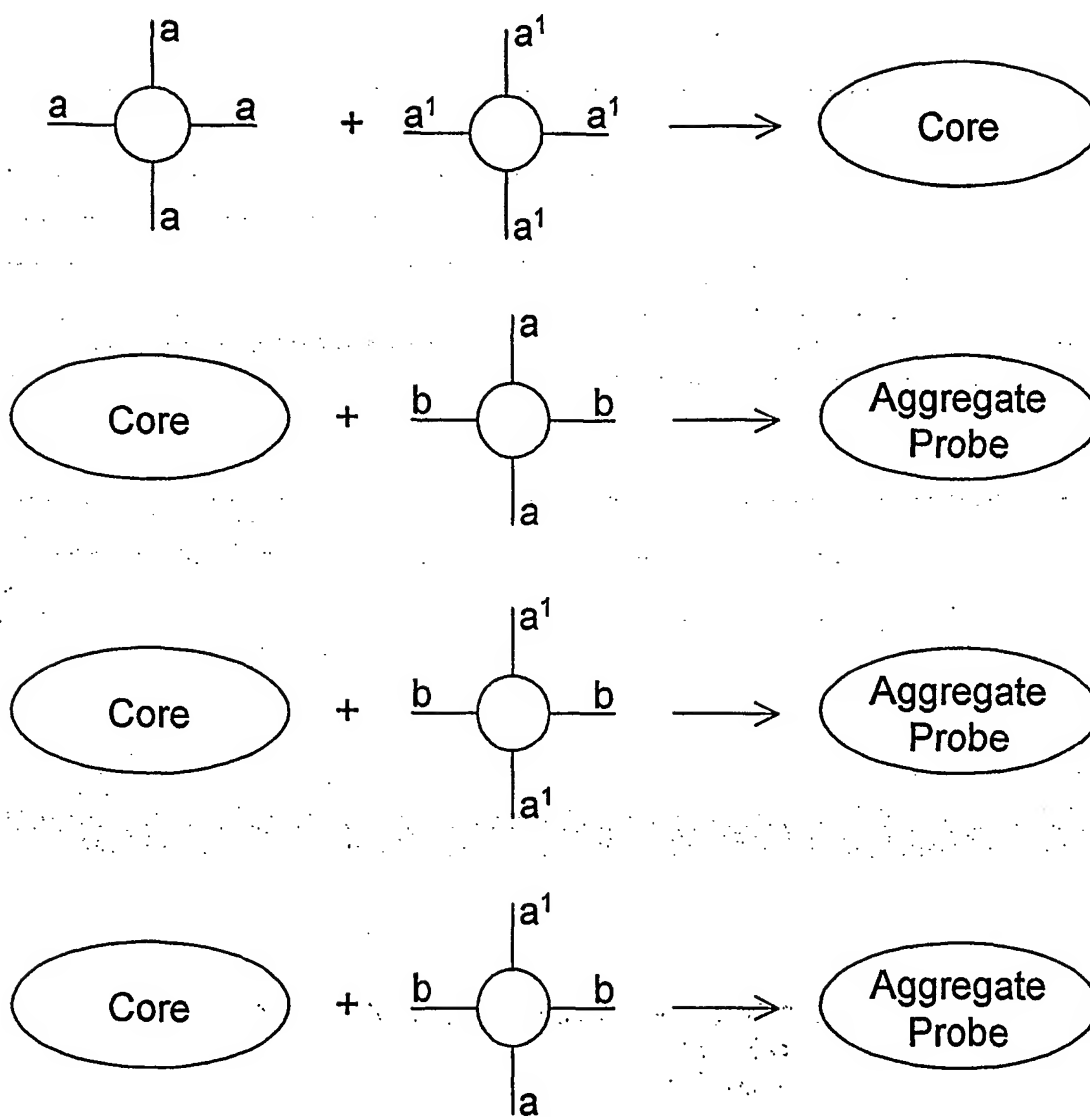 a a¹
a a + a¹ a¹ → Core
a a¹
a
Core + b b → Aggregate
Probe
a
a¹
Core + b b → Aggregate
Probe
a¹
a¹
Core + b b → Aggregate
Probe
a